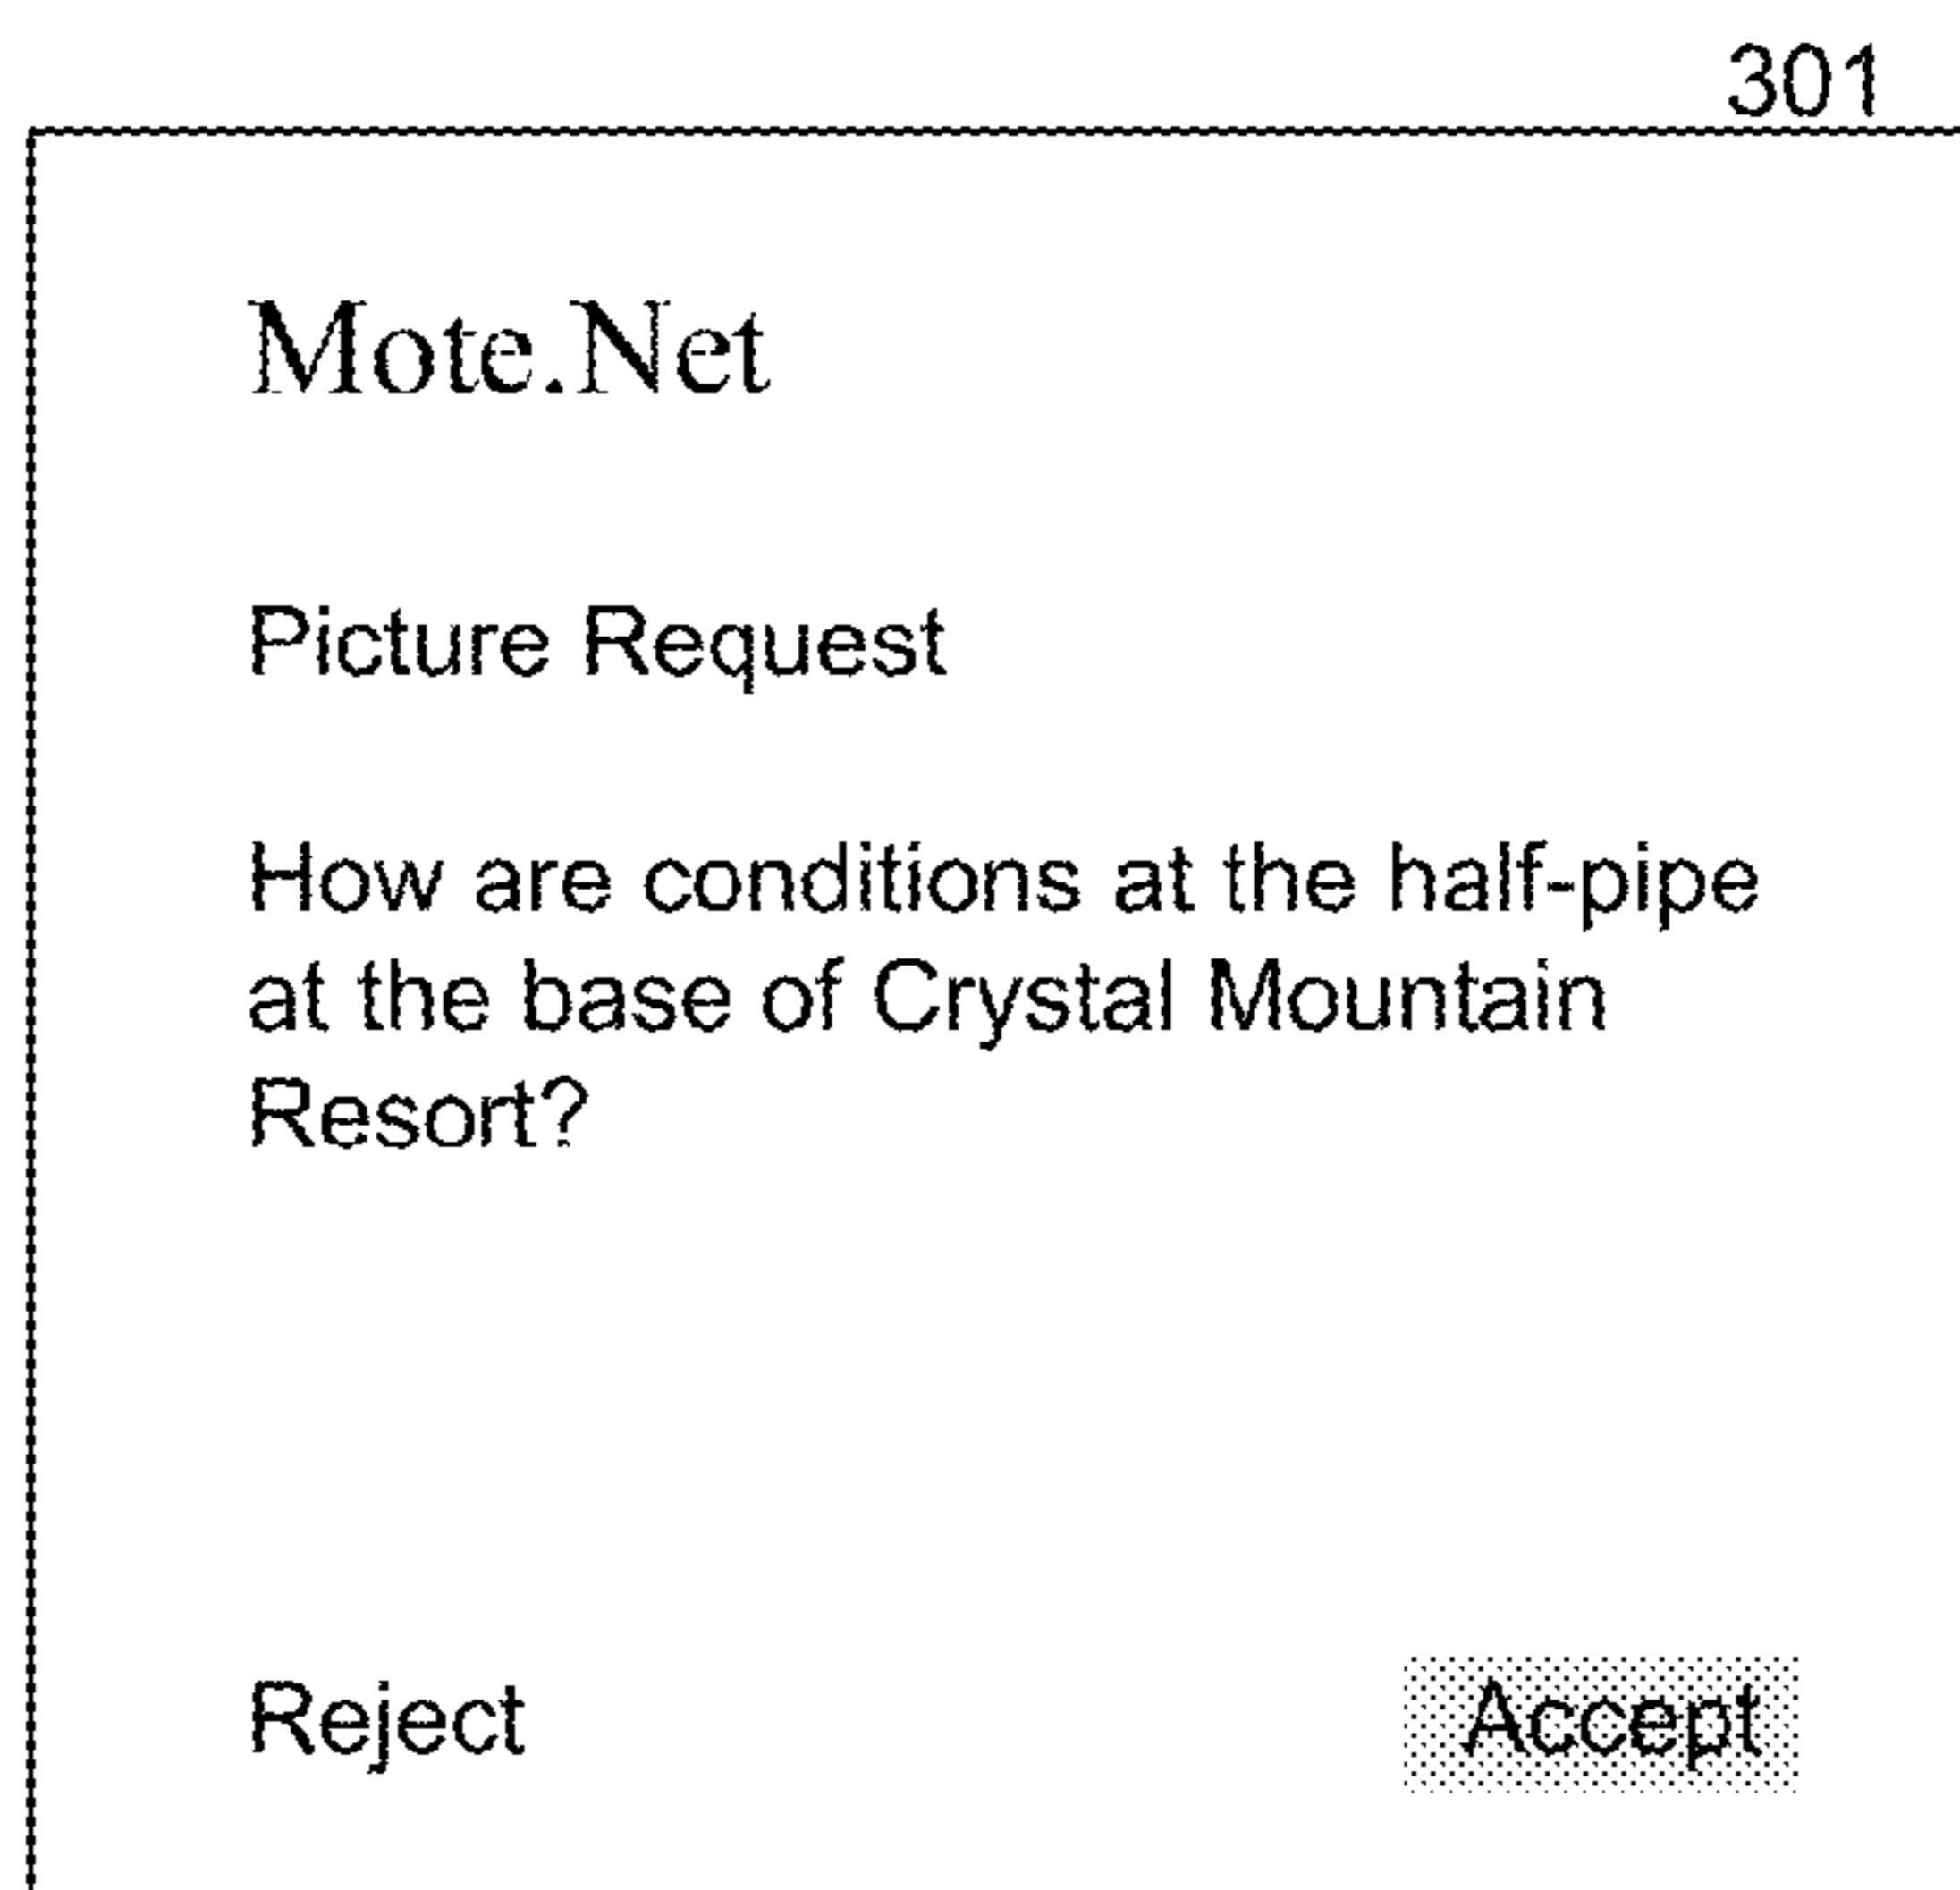 301
Mote.Net
Picture Request
How are conditions at the half-pipe
at the base of Crystal Mountain
Resort?
Reject Accept